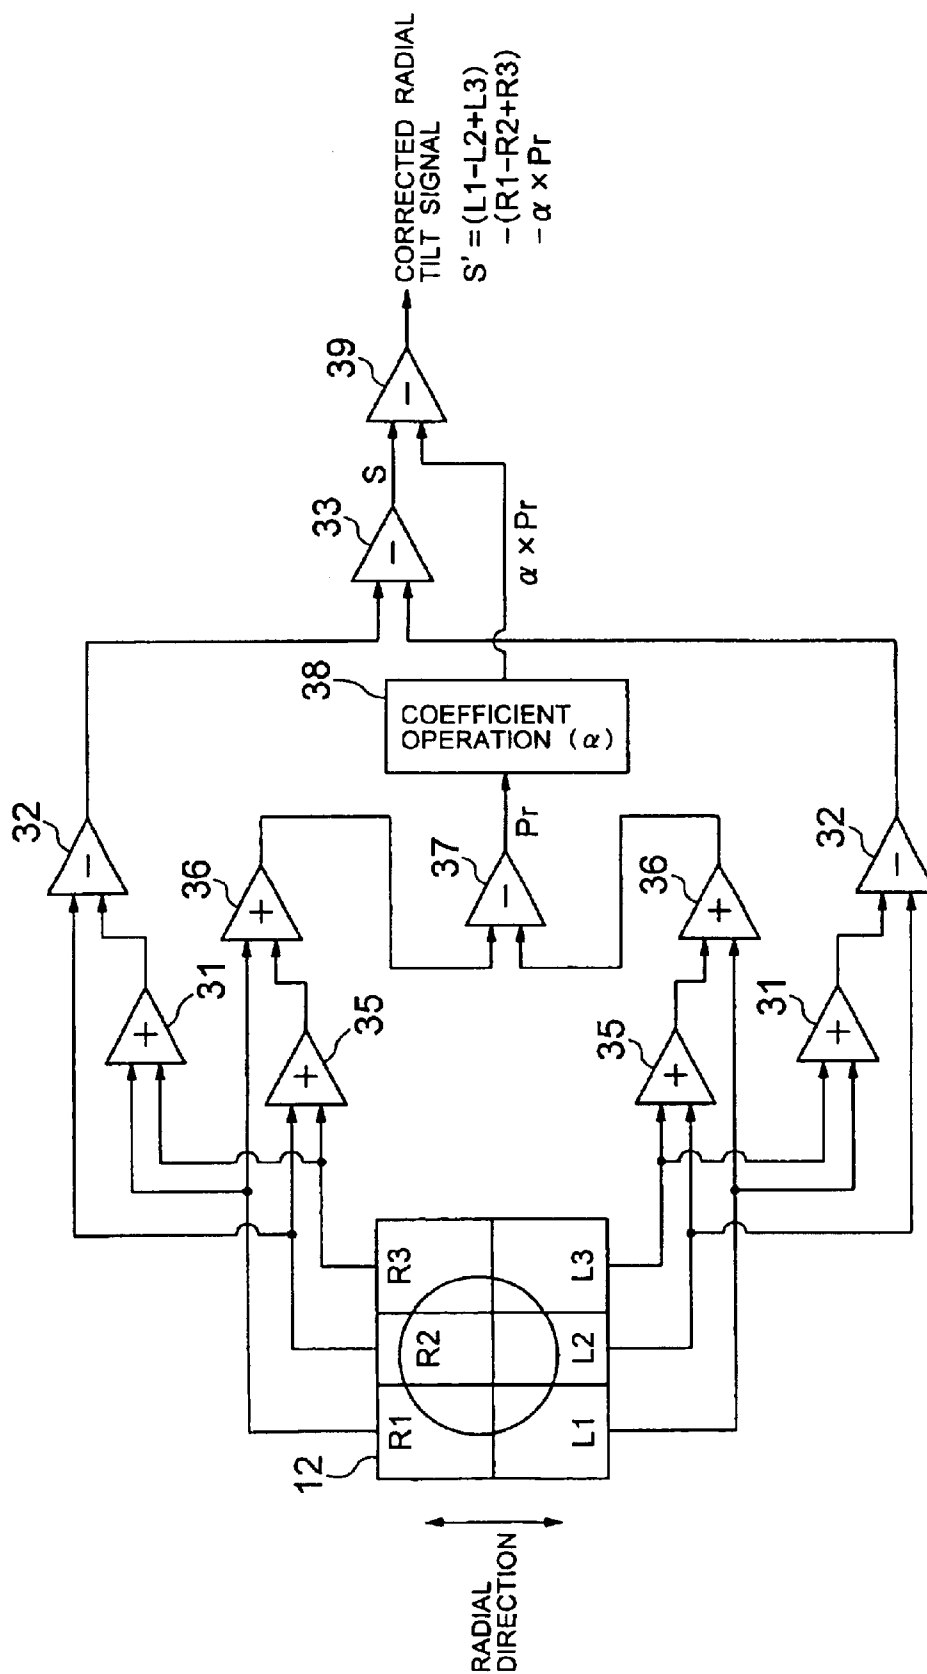 RADIAL
DIRECTION
12
R1
R2
R3
L1
L2
L3
31
32
35
36
35
36
31
32
37
Pr
38
COEFFICIENT
OPERATION (α)
α×Pr
33
S
39
CORRECTED RADIAL
TILT SIGNAL
S'=(L1-L2+L3)
-(R1-R2+R3)
-α×Pr
+
+
+
+
+
+
+
+
−
−
−
−
−